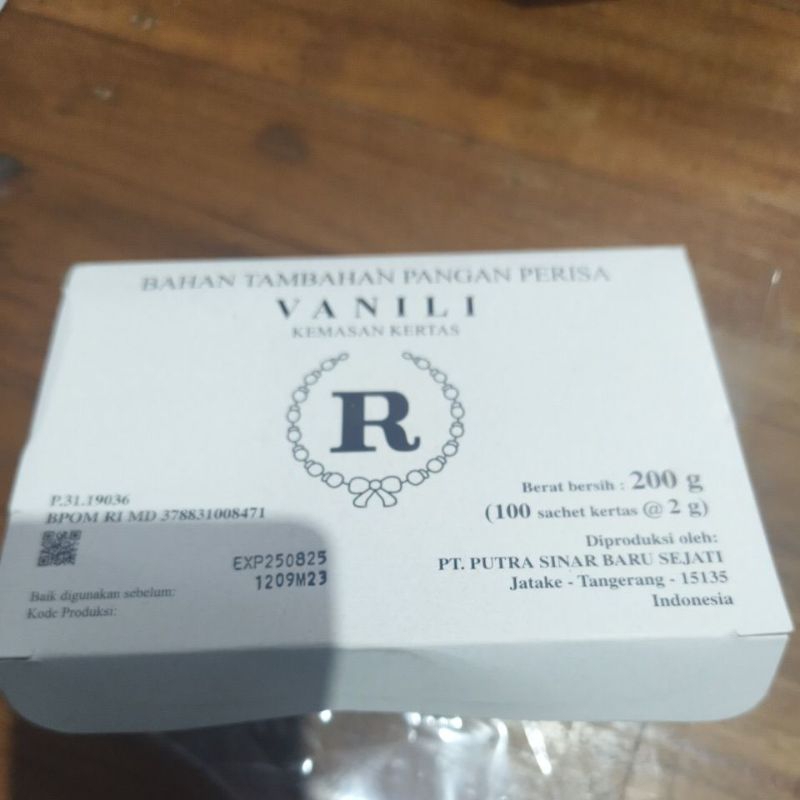 BAHAN TAMBAHAN PANGAN PERISA
VANILI
KEMASAN KERTAS
R
P.31.19036
BPOM RI MD 378831008471
Baik digunakan sebelum:
Kode Produksi:
EXP250825
1209M23
Berat bersih : 200 g
(100 sachet kertas @ 2 g)
Diproduksi oleh:
PT. PUTRA SINAR BARU SEJATI
Jatake - Tangerang - 15135
Indonesia